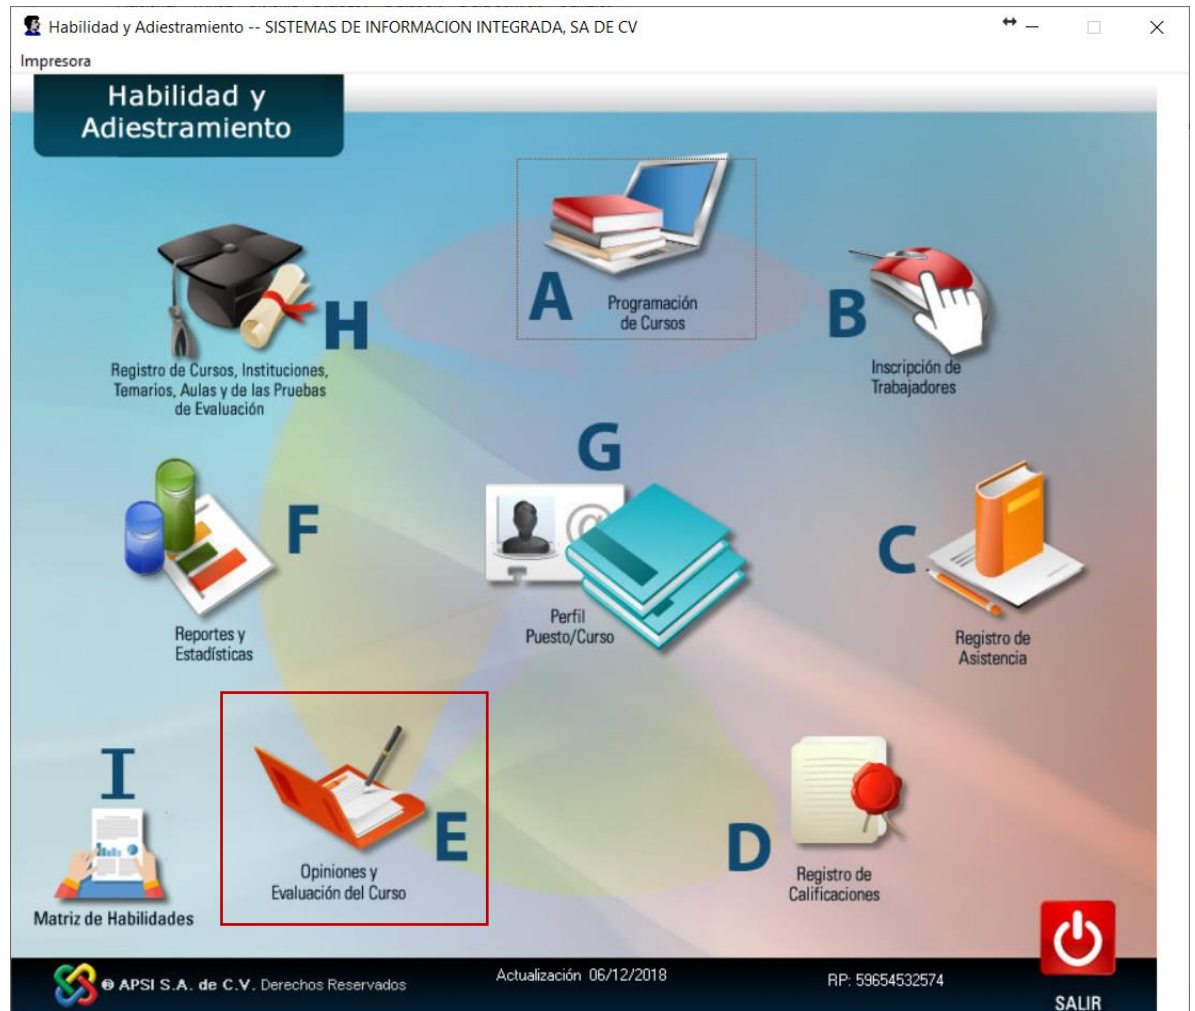 Habilidad y Adiestramiento -- SISTEMAS DE INFORMACION INTEGRADA, SA DE CV
Impresora
Habilidad y
Adiestramiento
A
Programación
de Cursos
B
Inscripción de
Trabajadores
H
Registro de Cursos, Instituciones,
Temarios, Aulas y de las Pruebas
de Evaluación
G
Perfil
Puesto/Curso
F
Reportes y
Estadísticas
C
Registro de
Asistencia
I
Matriz de Habilidades
E
Opiniones y
Evaluación del Curso
D
Registro de
Calificaciones
® APSI S.A. de C.V. Derechos Reservados
Actualización 06/12/2018
RP: 59654532574
SALIR